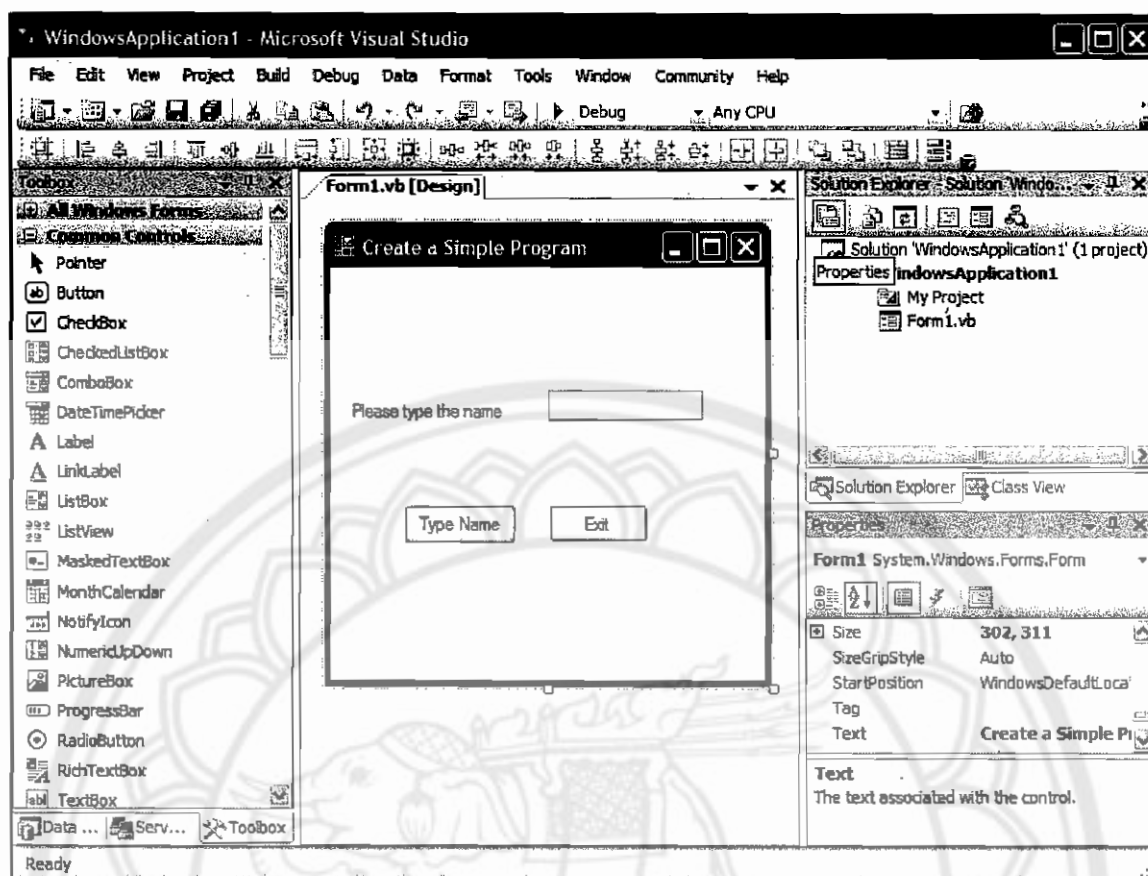 WindowsApplication1 - Microsoft Visual Studio
File Edit View Project Build Debug Data Format Tools Window Community Help
Debug Any CPU
Toolbox
All Windows Forms
Common Controls
Pointer
Button
CheckBox
CheckedListBox
ComboBox
DateTimePicker
Label
LinkLabel
ListBox
ListView
MaskedTextBox
MonthCalendar
NotifyIcon
NumericUpDown
PictureBox
ProgressBar
RadioButton
RichTextBox
TextBox
Data ... Serv... Toolbox
Form1.vb [Design]
Create a Simple Program
Please type the name
Type Name Exit
Solution Explorer - Solution 'Windo...
Solution 'WindowsApplication1' (1 project)
Properties indowsApplication1
My Project
Form1.vb
Solution Explorer Class View
Properties
Form1 System.Windows.Forms.Form
Size 302, 311
SizeGripStyle Auto
StartPosition WindowsDefaultLoca
Tag
Text Create a Simple Pr
Text
The text associated with the control.
Ready